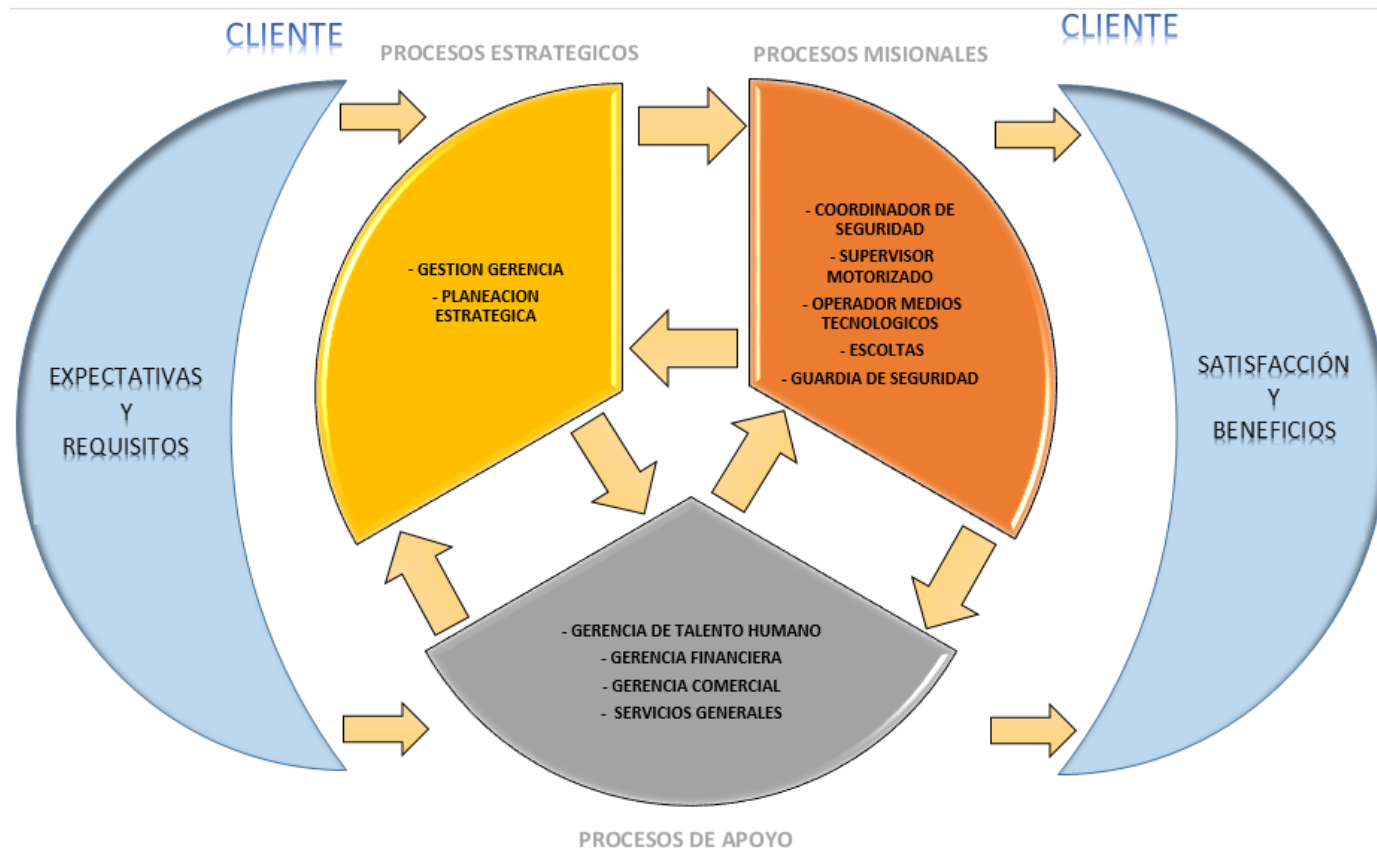 CLIENTE
CLIENTE
PROCESOS ESTRATEGICOS
PROCESOS MISIONALES
EXPECTATIVAS
Y
REQUISITOS
- GESTION GERENCIA
- PLANEACION
ESTRATEGICA
- COORDINADOR DE
SEGURIDAD
- SUPERVISOR
MOTORIZADO
- OPERADOR MEDIOS
TECNOLOGICOS
- ESCOLTAS
- GUARDIA DE SEGURIDAD
SATISFACCIÓN
Y
BENEFICIOS
- GERENCIA DE TALENTO HUMANO
- GERENCIA FINANCIERA
- GERENCIA COMERCIAL
- SERVICIOS GENERALES
PROCESOS DE APOYO